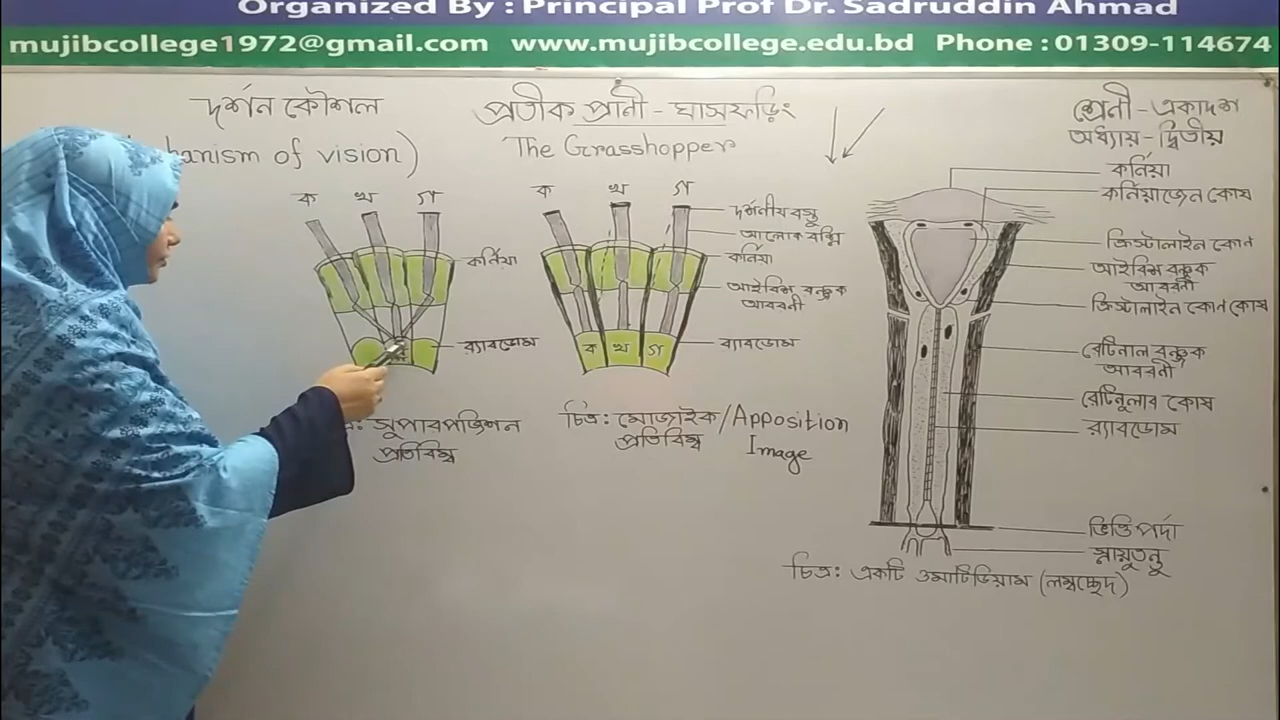 Organized By : Principal Prof Dr. Sadruddin Ahmad
mujibcollege1972@gmail.com www.mujibcollege.edu.bd Phone : 01309-114674
দর্শন কৌশল
hanism of vision)
প্রতীক প্রাণী - ঘাসফড়িং
The Grasshopper
শ্রেনী - একাদশ
অধ্যায় - দ্বিতীয়
ক খ গ
কর্নিয়া
র‍্যাবডোম
সুপারপজিশন
প্রতিবিম্ব
ক খ গ
দর্শনীয় বস্তু
আলোক রশ্মি
কর্নিয়া
আইরিশ রঞ্জক
আবরনী
র‍্যাবডোম
ক খ গ
চিত্র: মোজাইক/Apposition
প্রতিবিম্ব Image
কর্নিয়া
কর্নিয়াজেন কোষ
ক্রিস্টালাইন কোন
আইরিশ রঞ্জক
আবরনী
ক্রিস্টালাইন কোন কোষ
রেটিনাল রঞ্জক
আবরনী
রেটিনুলার কোষ
র‍্যাবডোম
ভিত্তি পর্দা
স্নায়ুতন্তু
চিত্র: একটি ওমাটিডিয়াম (লম্বচ্ছেদ)